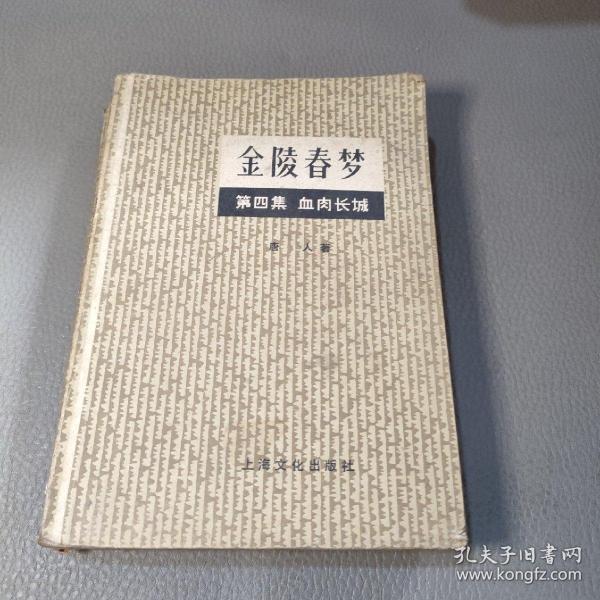 金陵春梦
第四集 血肉长城
唐 人著
上海文化出版社
孔夫子旧書网
www.kongfz.com